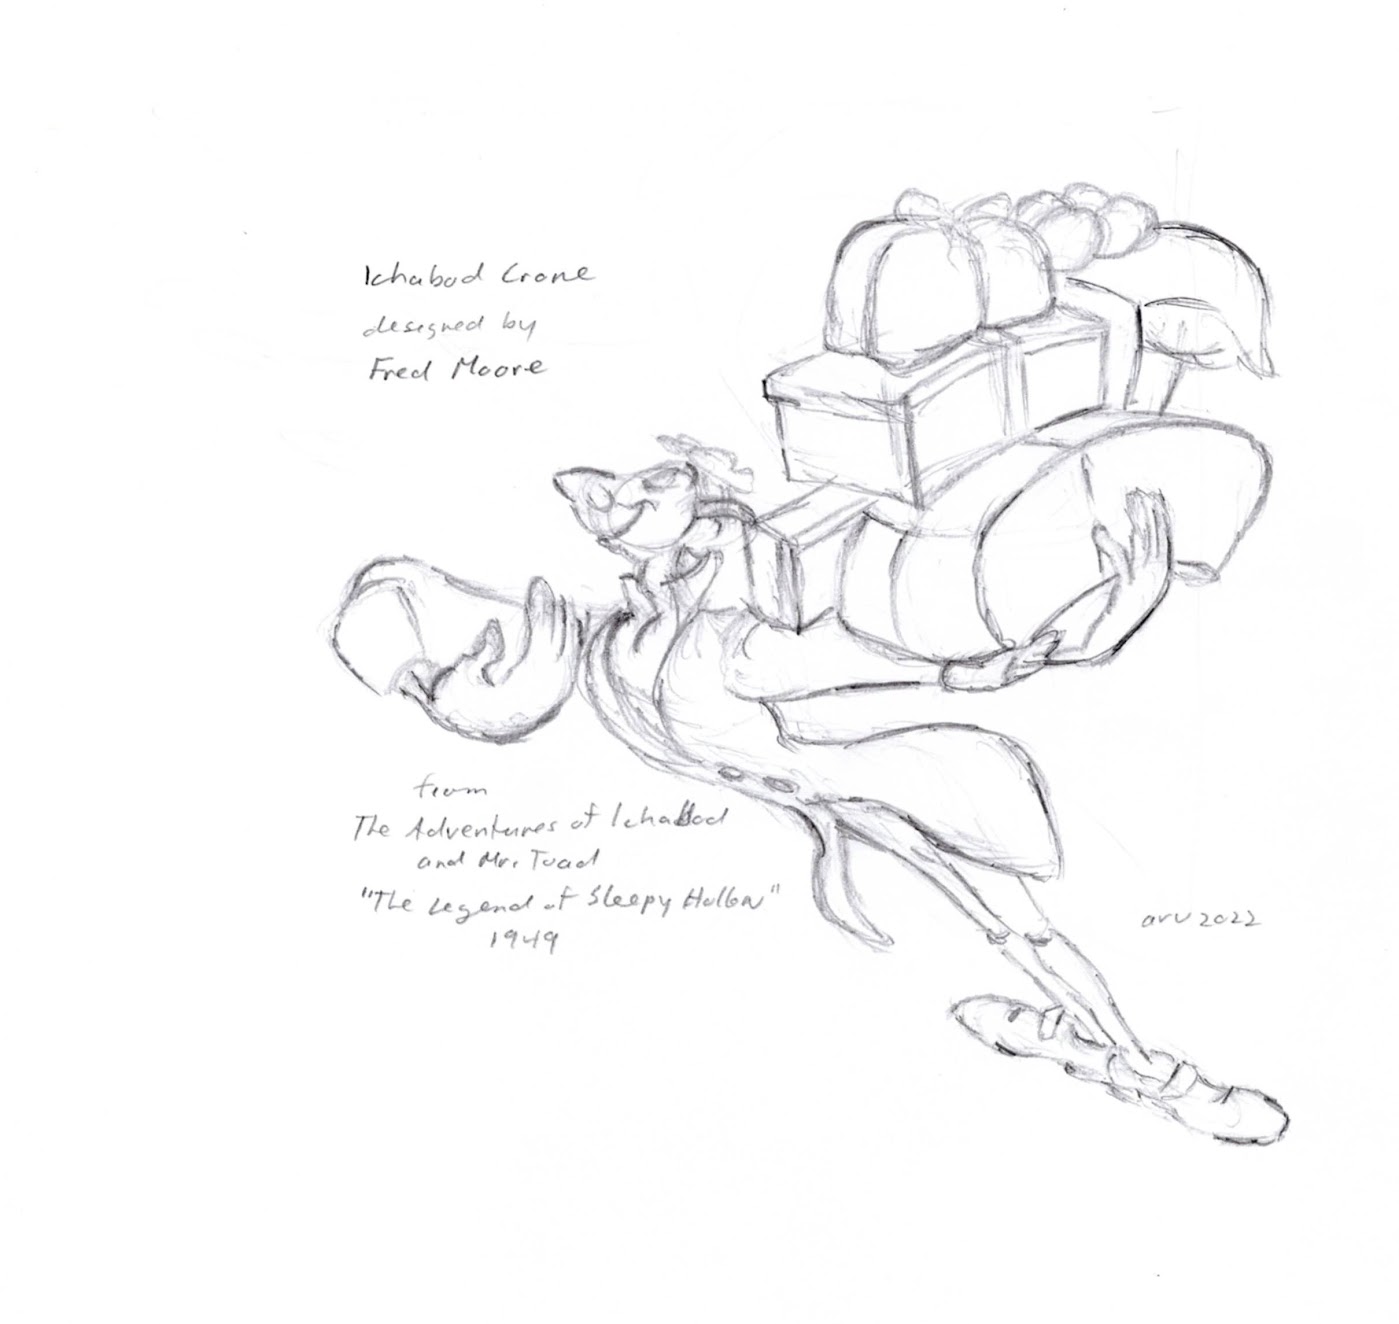 Ichabod Crane
designed by
Fred Moore
from
The Adventures of Ichabod
and Mr. Toad
"The Legend of Sleepy Hollow"
1949
aru 2022